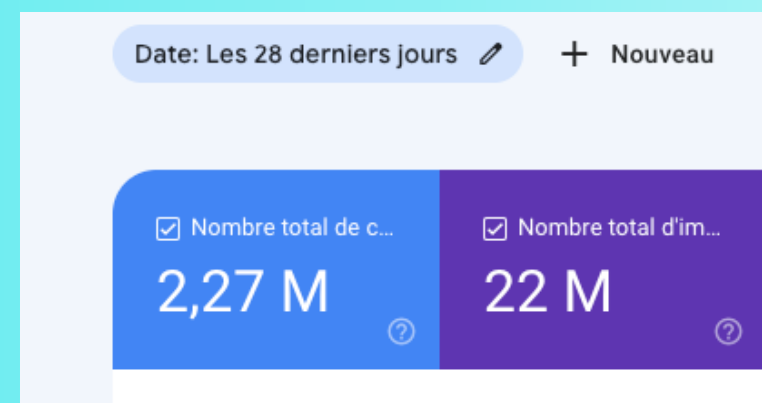 Date: Les 28 derniers jours
+ Nouveau
Nombre total de c...
2,27 M
Nombre total d'im...
22 M